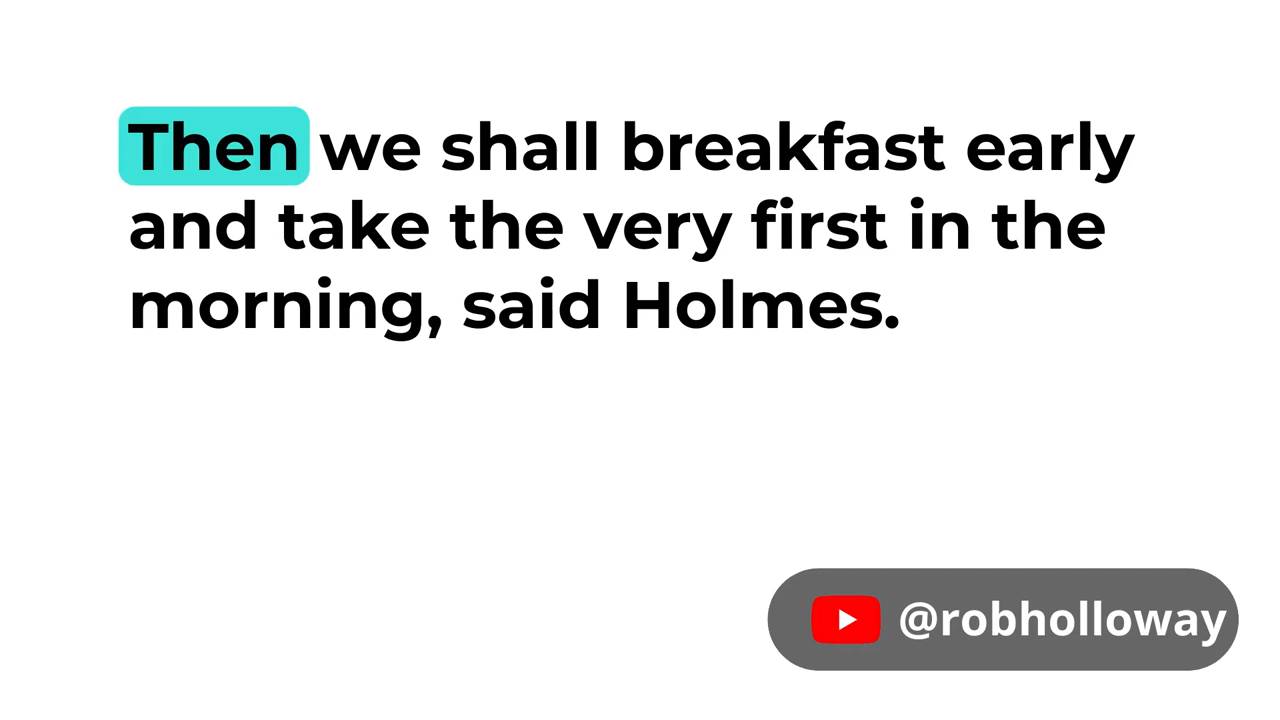 Then we shall breakfast early
and take the very first in the
morning, said Holmes.
@robholloway